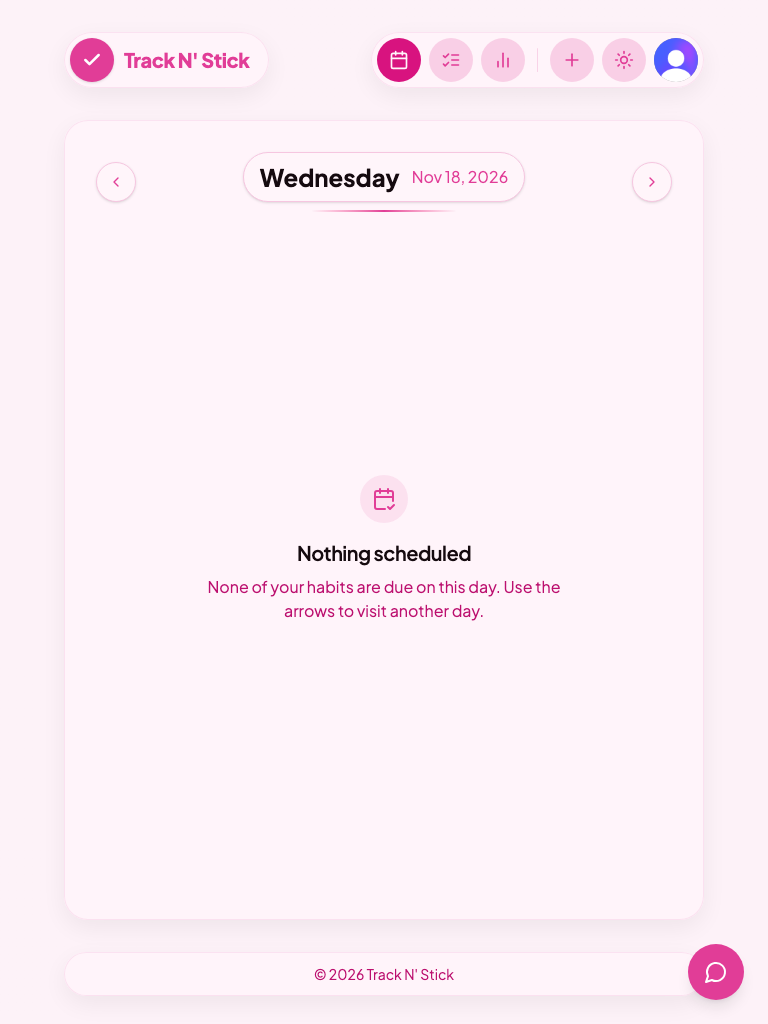 Track N' Stick
Wednesday Nov 18, 2026
Nothing scheduled
None of your habits are due on this day. Use the
arrows to visit another day.
© 2026 Track N' Stick